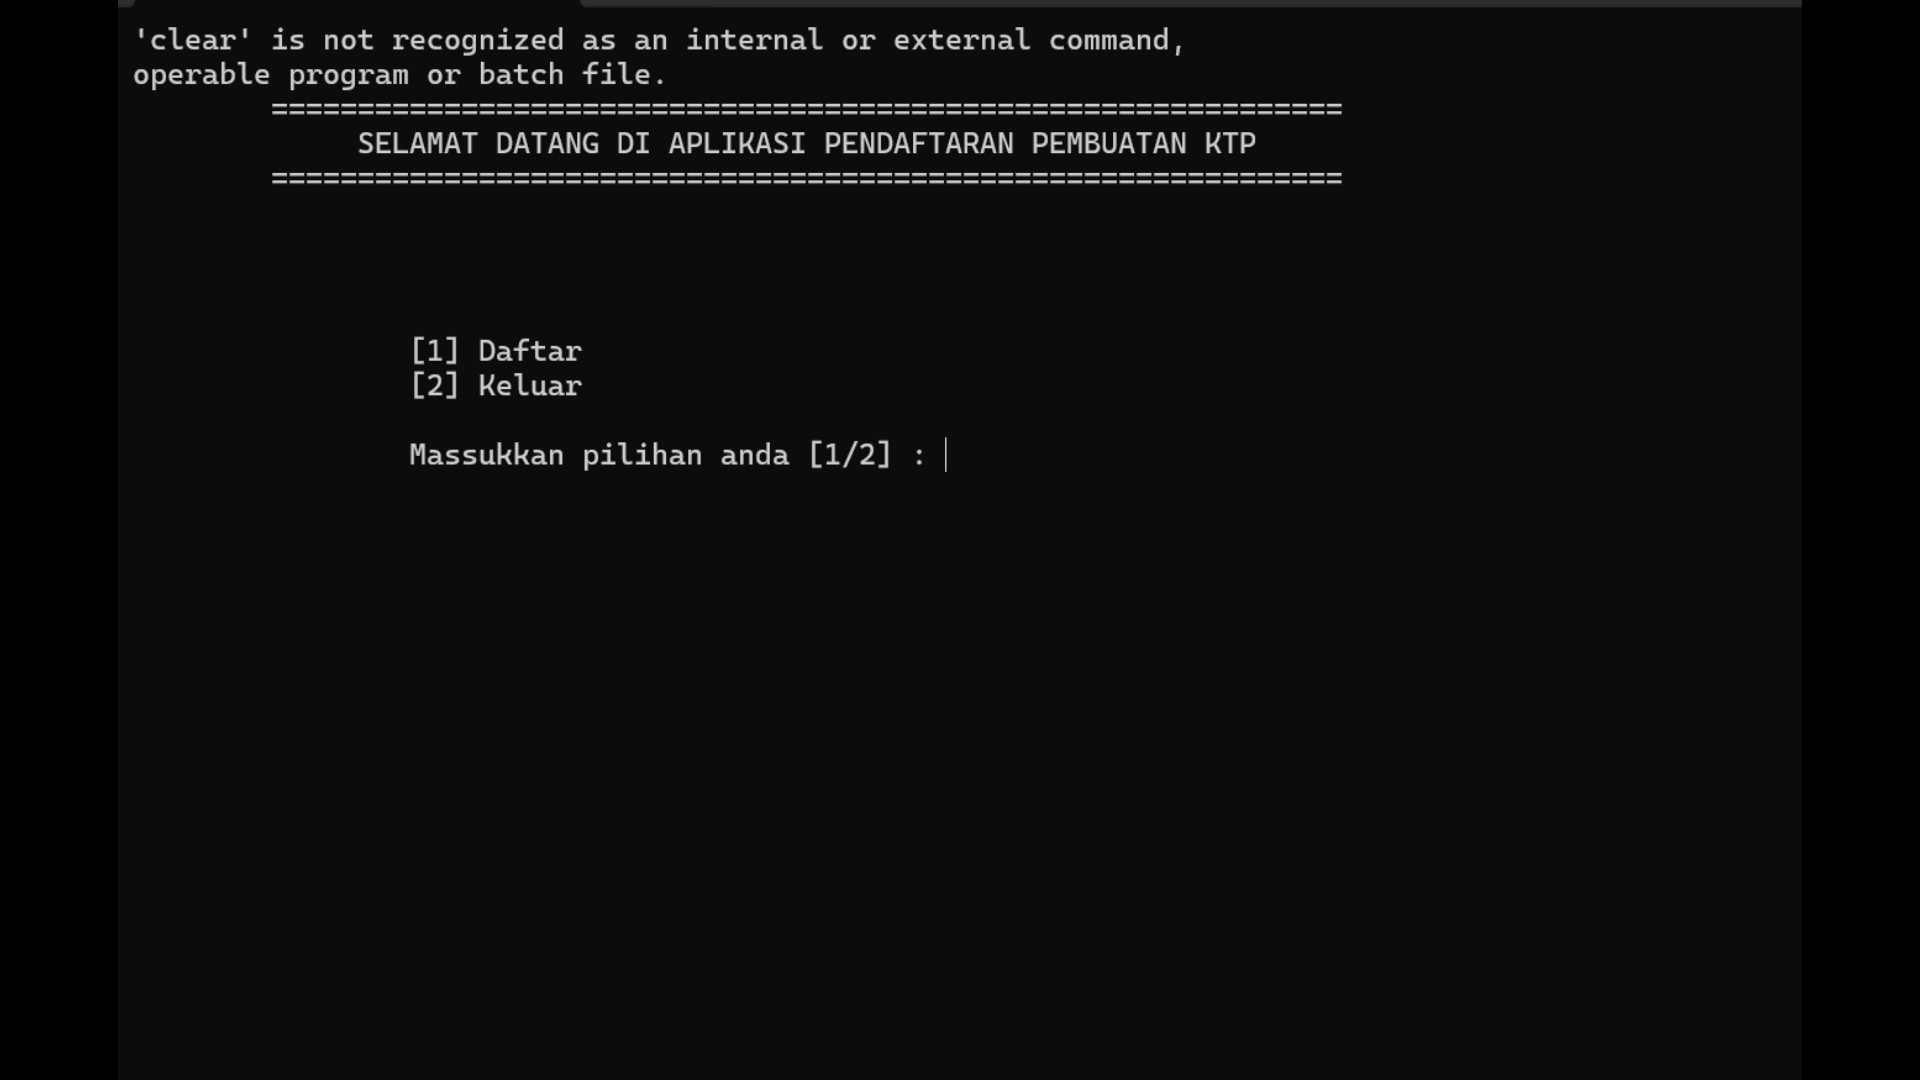 'clear' is not recognized as an internal or external command,
operable program or batch file.
==============================================================
SELAMAT DATANG DI APLIKASI PENDAFTARAN PEMBUATAN KTP
==============================================================
[1] Daftar
[2] Keluar
Massukkan pilihan anda [1/2] :